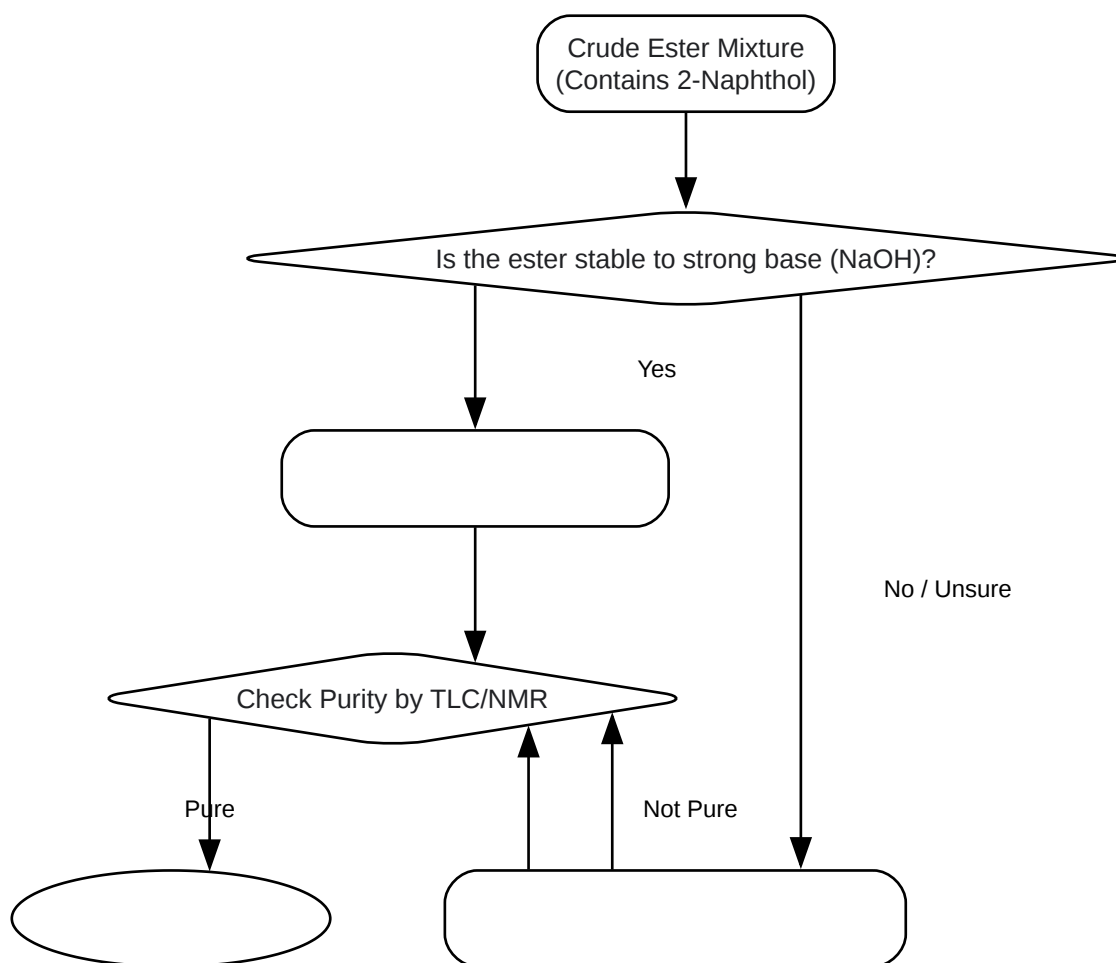 Crude Ester Mixture
(Contains 2-Naphthol)
Is the ester stable to strong base (NaOH)?
Yes
No / Unsure
Check Purity by TLC/NMR
Pure
Not Pure